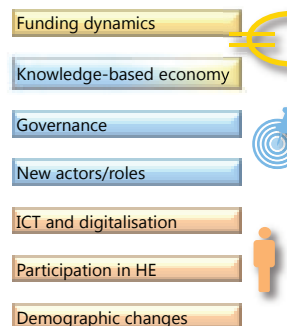 Funding dynamics
Knowledge-based economy
Governance
New actors/roles
ICT and digitalisation
Participation in HE
Demographic changes